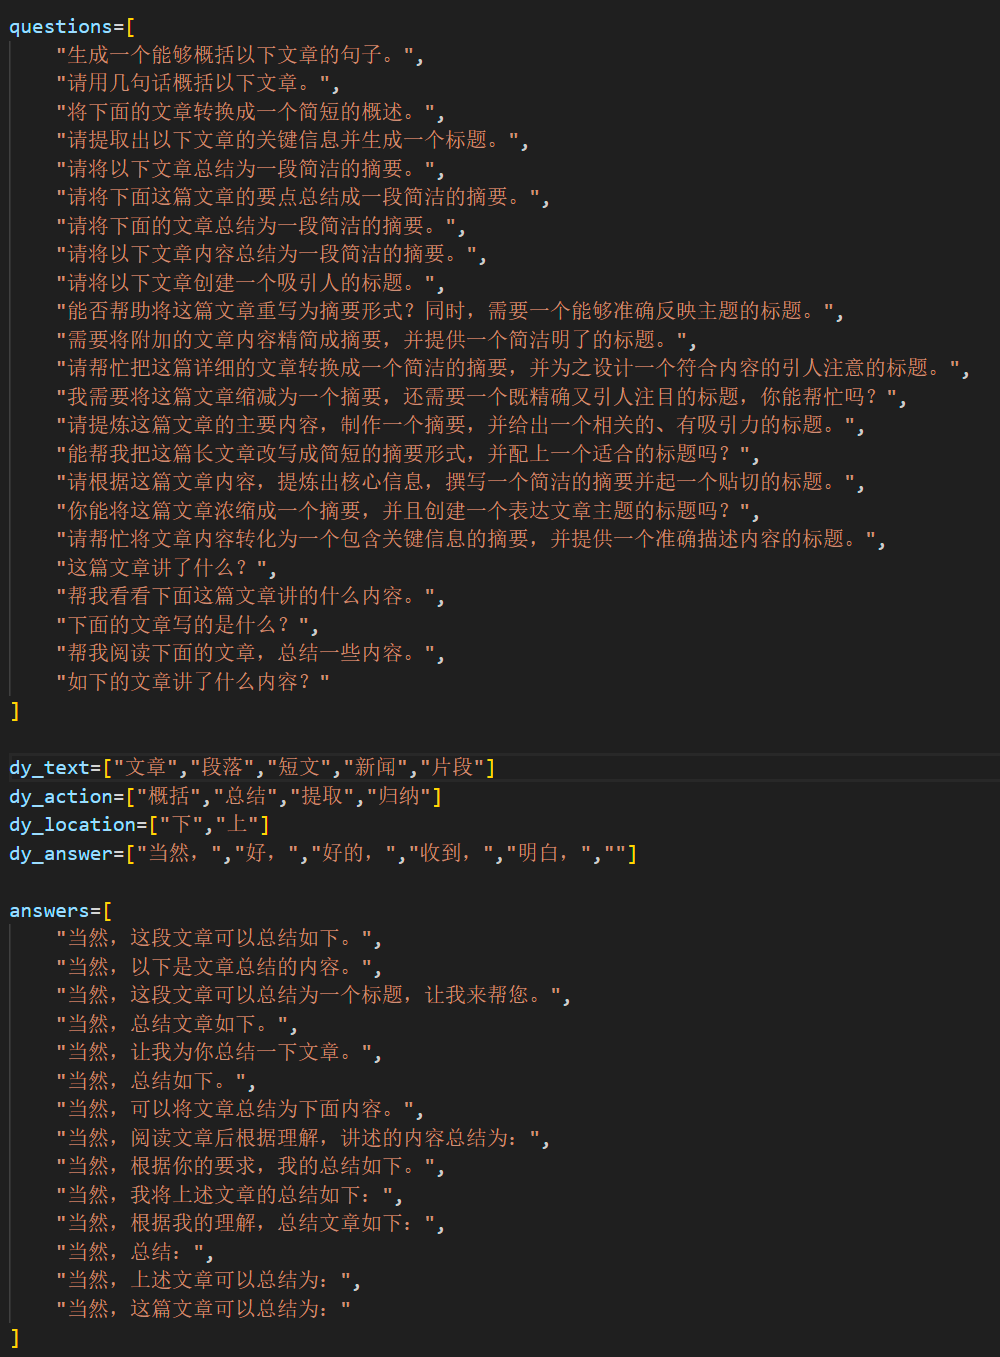 questions=[
"生成一个能够概括以下文章的句子。",
"请用几句话概括以下文章。",
"将下面的文章转换成一个简短的概述。",
"请提取出以下文章的关键信息并生成一个标题。",
"请将以下文章总结为一段简洁的摘要。",
"请将下面这篇文章的要点总结成一段简洁的摘要。",
"请将下面的文章总结为一段简洁的摘要。",
"请将以下文章内容总结为一段简洁的摘要。",
"请将以下文章创建一个吸引人的标题。",
"能否帮助将这篇文章重写为摘要形式？同时，需要一个能够准确反映主题的标题。",
"需要将附加的文章内容精简成摘要，并提供一个简洁明了的标题。",
"请帮忙把这篇详细的文章转换成一个简洁的摘要，并为之设计一个符合内容的引人注意的标题。",
"我需要将这篇文章缩减为一个摘要，还需要一个既精确又引人注目的标题，你能帮忙吗？",
"请提炼这篇文章的主要内容，制作一个摘要，并给出一个相关的、有吸引力的标题。",
"能帮我把这篇长文章改写成简短的摘要形式，并配上一个适合的标题吗？",
"请根据这篇文章内容，提炼出核心信息，撰写一个简洁的摘要并起一个贴切的标题。",
"你能将这篇文章浓缩成一个摘要，并且创建一个表达文章主题的标题吗？",
"请帮忙将文章内容转化为一个包含关键信息的摘要，并提供一个准确描述内容的标题。",
"这篇文章讲了什么？",
"帮我看看下面这篇文章讲的什么内容。",
"下面的文章写的是什么？",
"帮我阅读下面的文章，总结一些内容。",
"如下的文章讲了什么内容？"
]
dy_text=["文章","段落","短文","新闻","片段"]
dy_action=["概括","总结","提取","归纳"]
dy_location=["下","上"]
dy_answer=["当然，","好，","好的，","收到，","明白，",""]
answers=[
"当然，这段文章可以总结如下。",
"当然，以下是文章总结的内容。",
"当然，这段文章可以总结为一个标题，让我来帮您。",
"当然，总结文章如下。",
"当然，让我为你总结一下文章。",
"当然，总结如下。",
"当然，可以将文章总结为下面内容。",
"当然，阅读文章后根据理解，讲述的内容总结为：",
"当然，根据你的要求，我的总结如下。",
"当然，我将上述文章的总结如下：",
"当然，根据我的理解，总结文章如下：",
"当然，总结：",
"当然，上述文章可以总结为：",
"当然，这篇文章可以总结为："
]